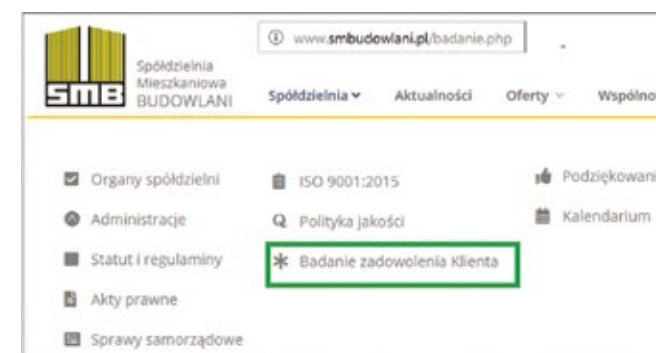 www.smbudowlani.pl/badanie.php
SMB
Spółdzielnia
Mieszkaniowa
BUDOWLANI
Spółdzielnia
Aktualności
Oferty
Organy spółdzielni
Administracje
Statut i regulaminy
Akty prawne
Sprawy samorządowe
ISO 9001:2015
Polityka jakości
Badanie zadowolenia Klienta
Podziękowani
Kalendarium